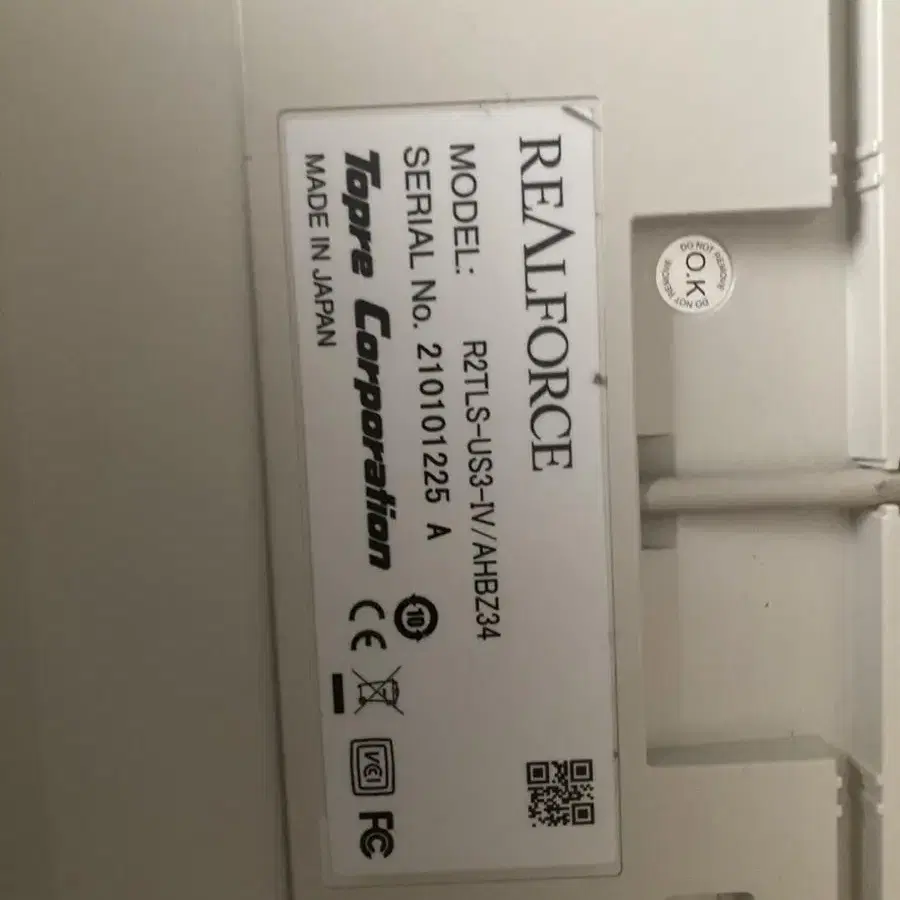 REALFORCE
MODEL: R2TLS-US3-IV/AHBZ34
SERIAL No. 210101225 A
Topre Corporation
MADE IN JAPAN
10
CE
VCI
FC
DO NOT REMOVE
O.K
DO NOT REMOVE